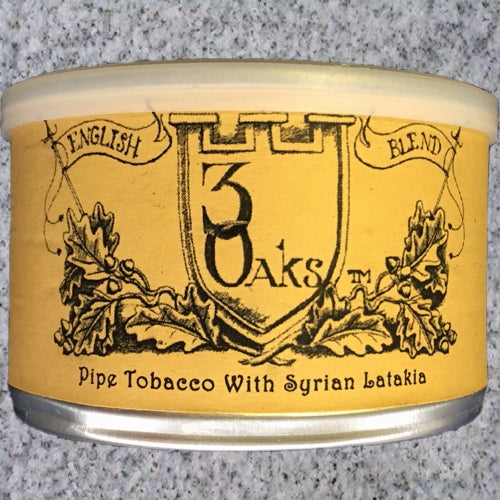 ENGLISH BLEND
3
OAKS TM
Pipe Tobacco With Syrian Latakia